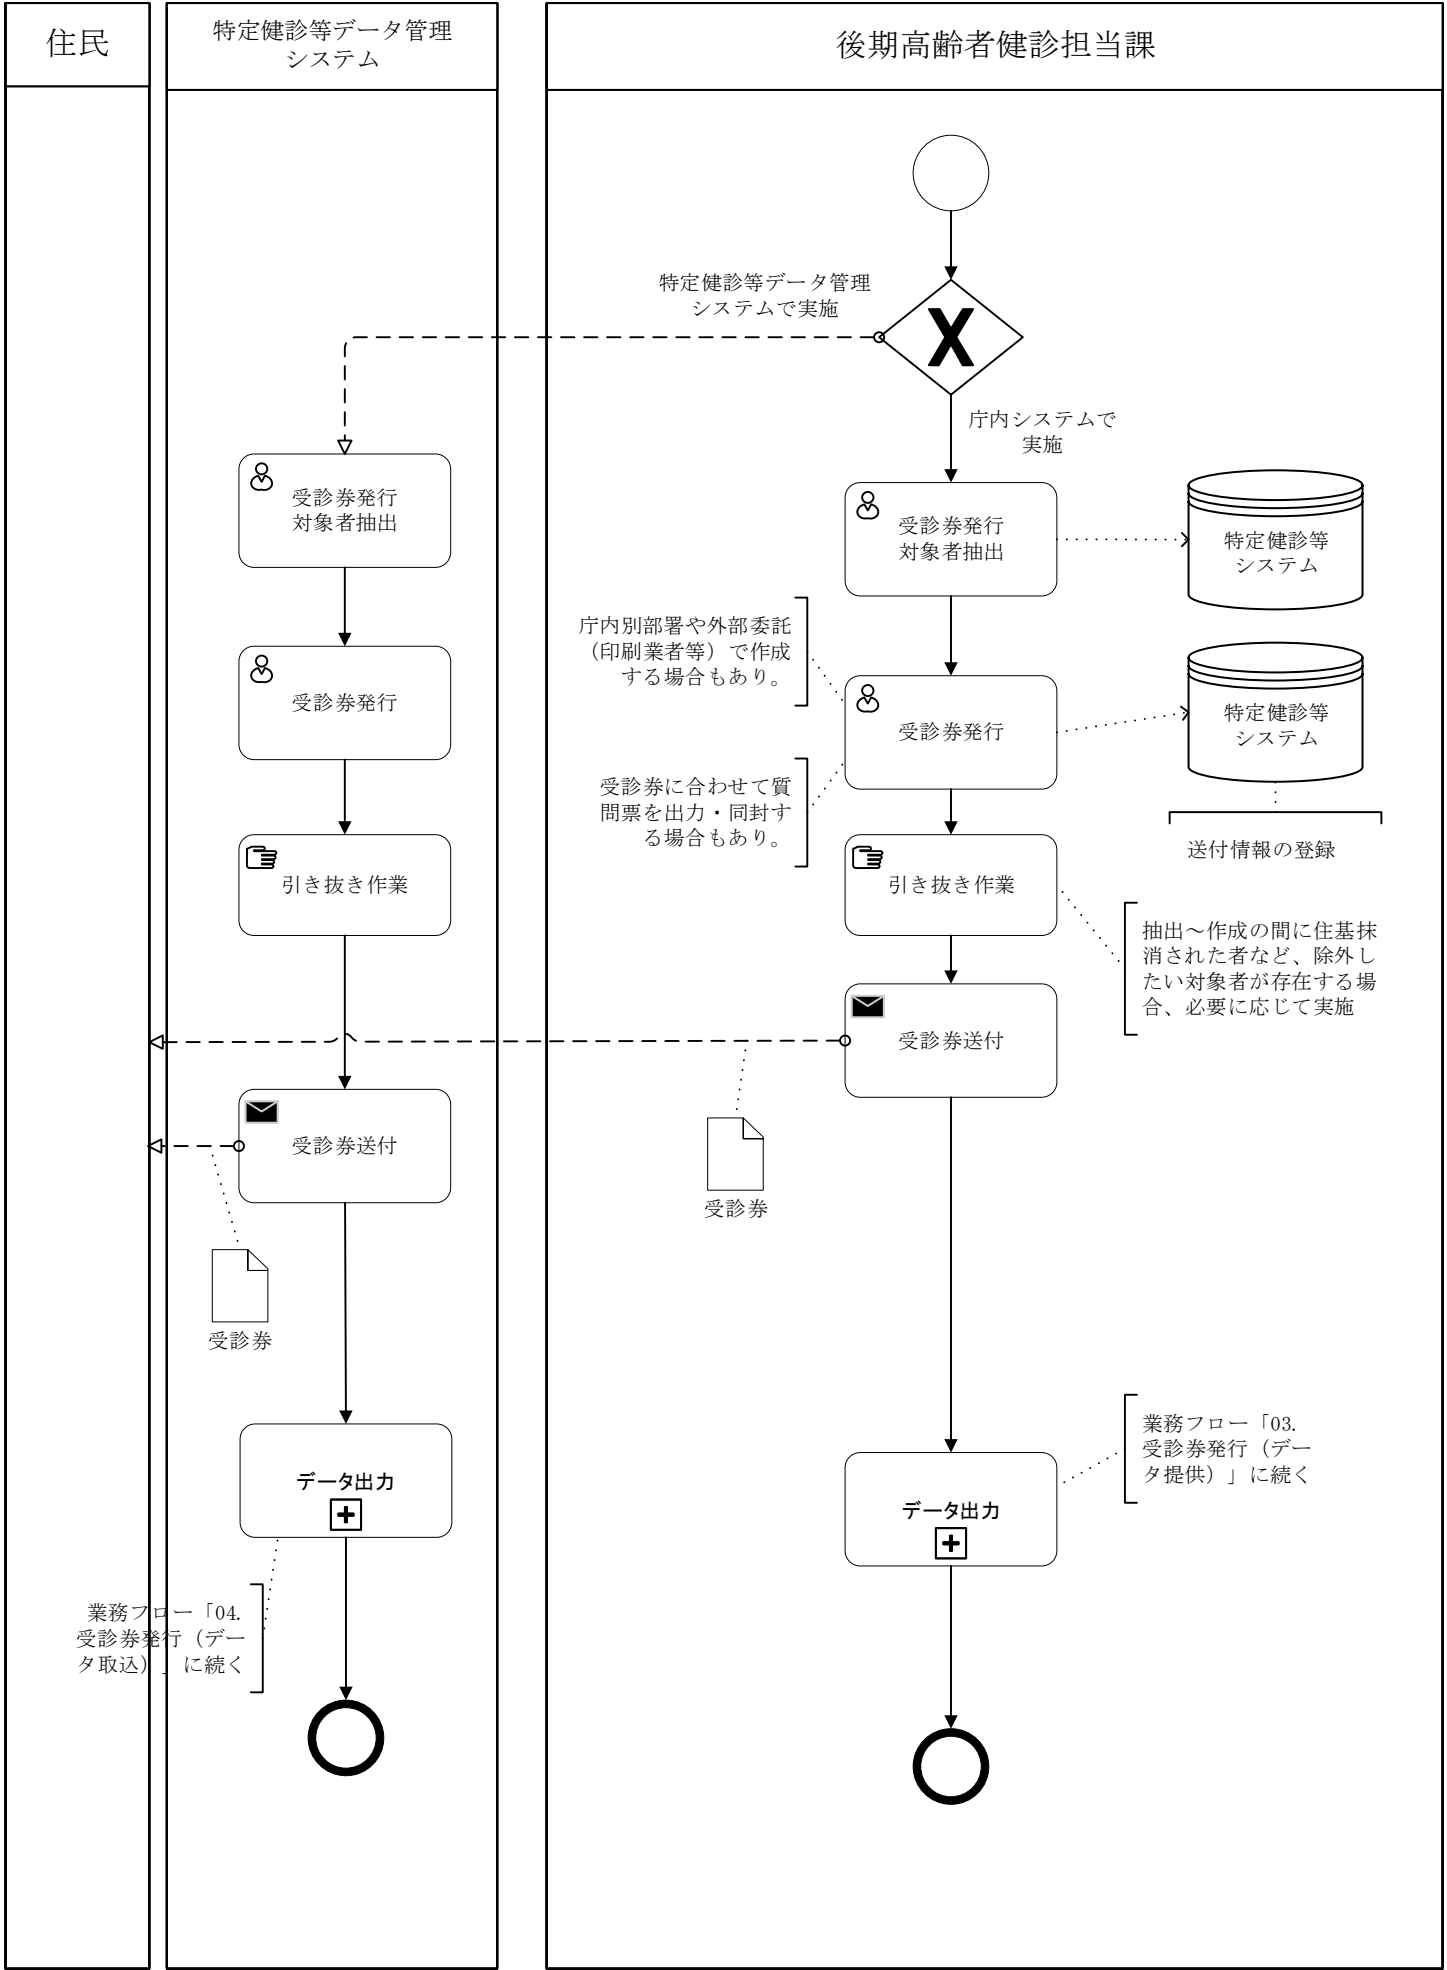 住民
特定健診等データ管理
システム
後期高齢者健診担当課
特定健診等データ管理
システムで実施
庁内システムで
実施
受診券発行
対象者抽出
受診券発行
対象者抽出
特定健診等
システム
庁内別部署や外部委託
（印刷業者等）で作成
する場合もあり。
受診券発行
受診券発行
特定健診等
システム
受診券に合わせて質
問票を出力・同封す
る場合もあり。
送付情報の登録
引き抜き作業
引き抜き作業
抽出～作成の間に住基抹
消された者など、除外し
たい対象者が存在する場
合、必要に応じて実施
受診券送付
受診券送付
受診券
受診券
業務フロー「03.
受診券発行（デー
タ提供）」に続く
データ出力
データ出力
業務フロー「04.
受診券発行（デー
タ取込）」に続く